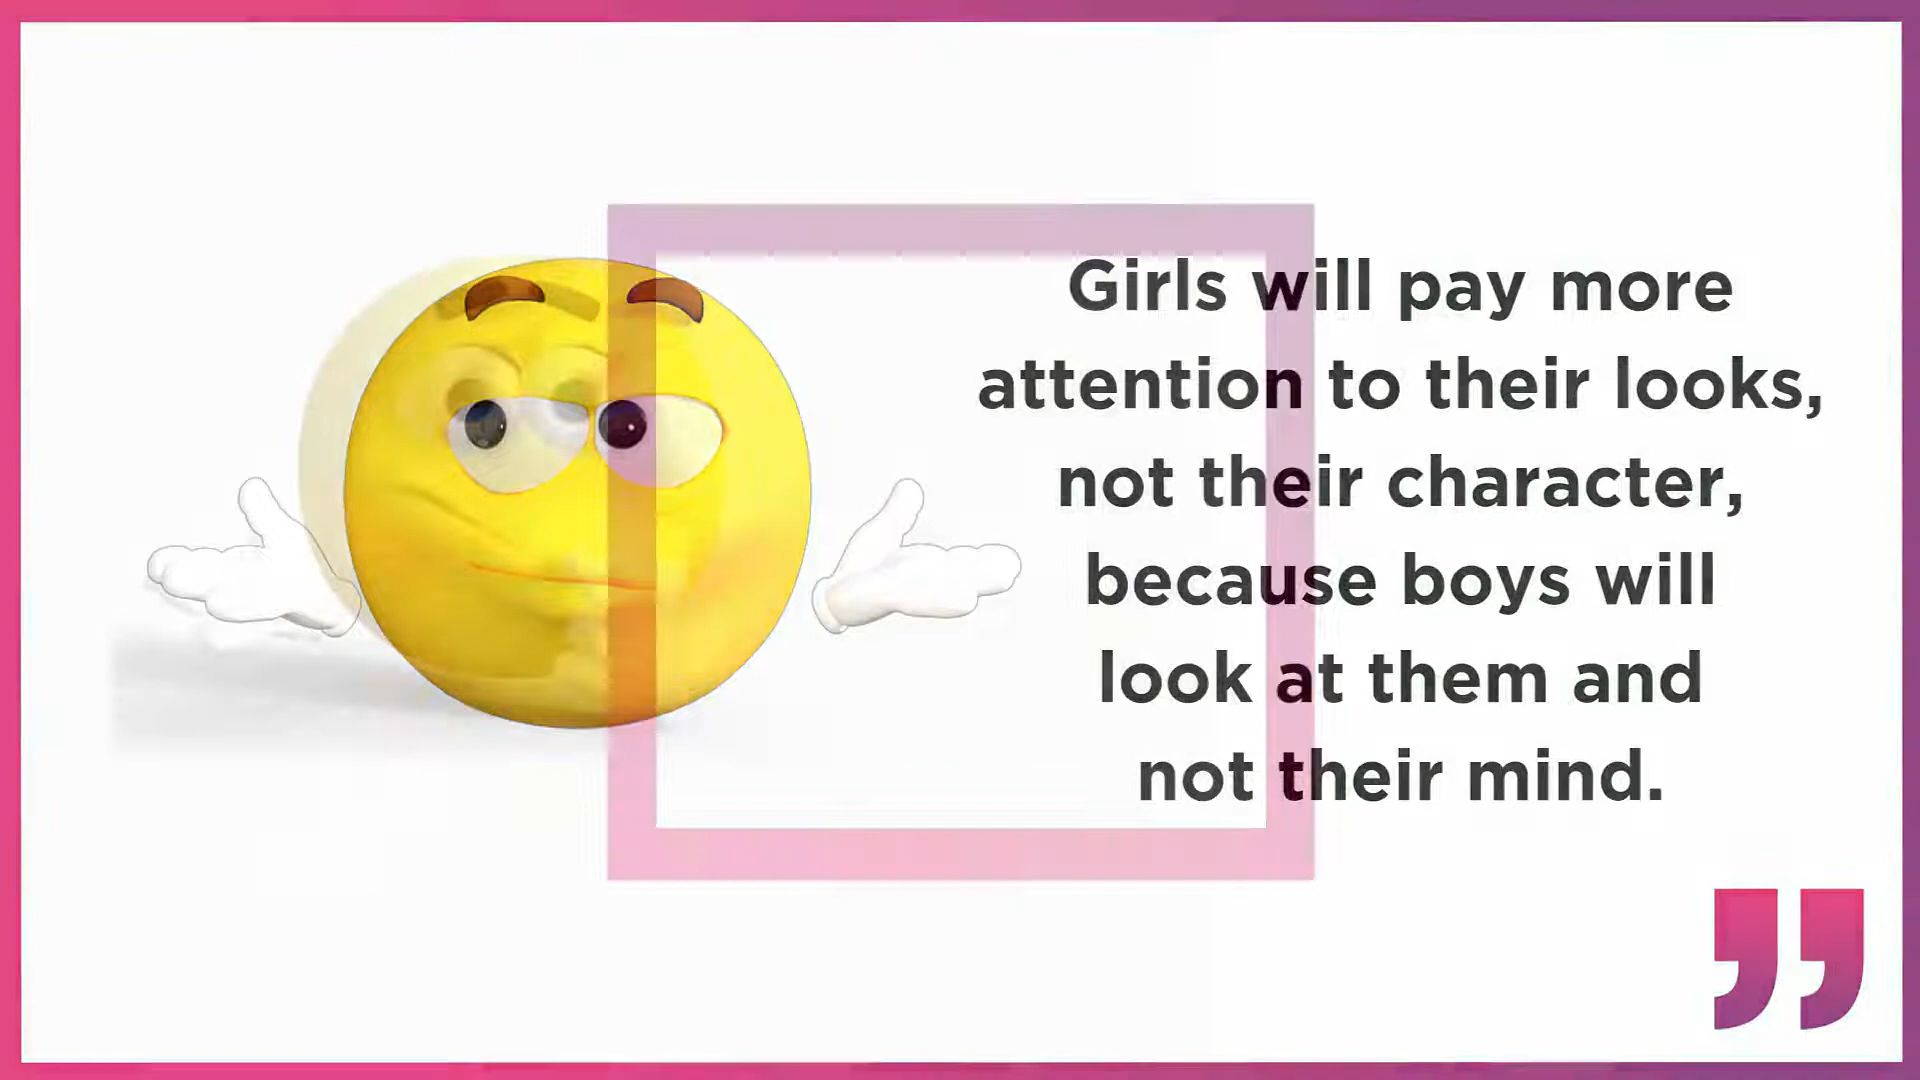 Girls will pay more
attention to their looks,
not their character,
because boys will
look at them and
not their mind.
”